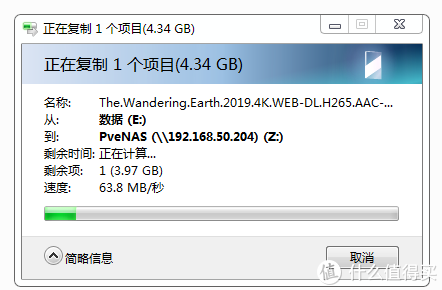 正在复制 1 个项目(4.34 GB)
正在复制 1 个项目(4.34 GB)
名称: The.Wandering.Earth.2019.4K.WEB-DL.H265.AAC-...
从: 数据 (E:)
到: PveNAS (\\192.168.50.204) (Z:)
剩余时间: 正在计算...
剩余项: 1 (3.97 GB)
速度: 63.8 MB/秒
简略信息
取消
值 什么值得买